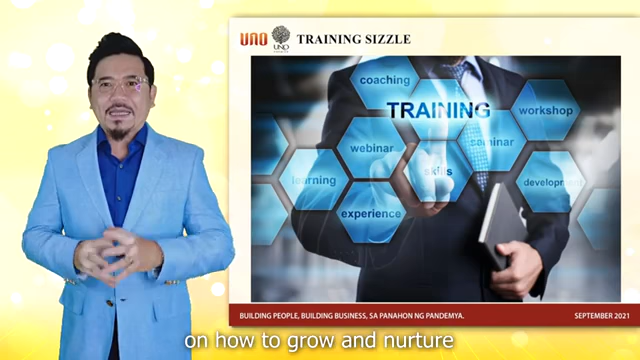 UNO UNO TRAINING SIZZLE
coaching
TRAINING
workshop
webinar
seminar
skills
learning
development
experience
BUILDING PEOPLE, BUILDING BUSINESS, SA PANAHON NG PANDEMYA. SEPTEMBER 2021
on how to grow and nurture